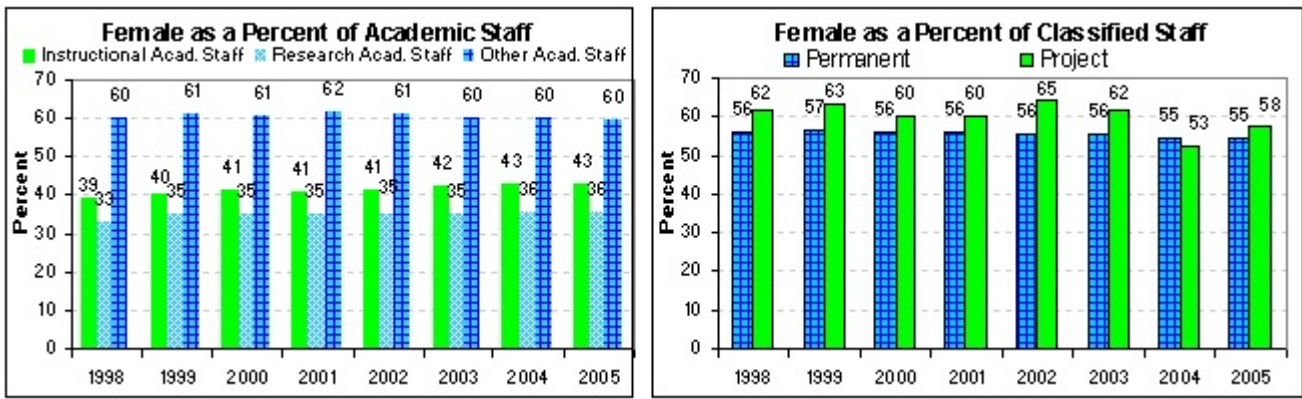 Female as a Percent of Academic Staff
Instructional Acad. Staff Research Acad. Staff Other Acad. Staff
Percent
70
60
50
40
30
20
10
0
39 33 60
40 35 61
41 35 61
41 35 62
41 35 61
42 35 60
43 36 60
43 36 60
1998 1999 2000 2001 2002 2003 2004 2005
Female as a Percent of Classified Staff
Permanent Project
Percent
70
60
50
40
30
20
10
0
56 62
57 63
56 60
56 60
56 65
56 62
55 53
55 58
1998 1999 2000 2001 2002 2003 2004 2005